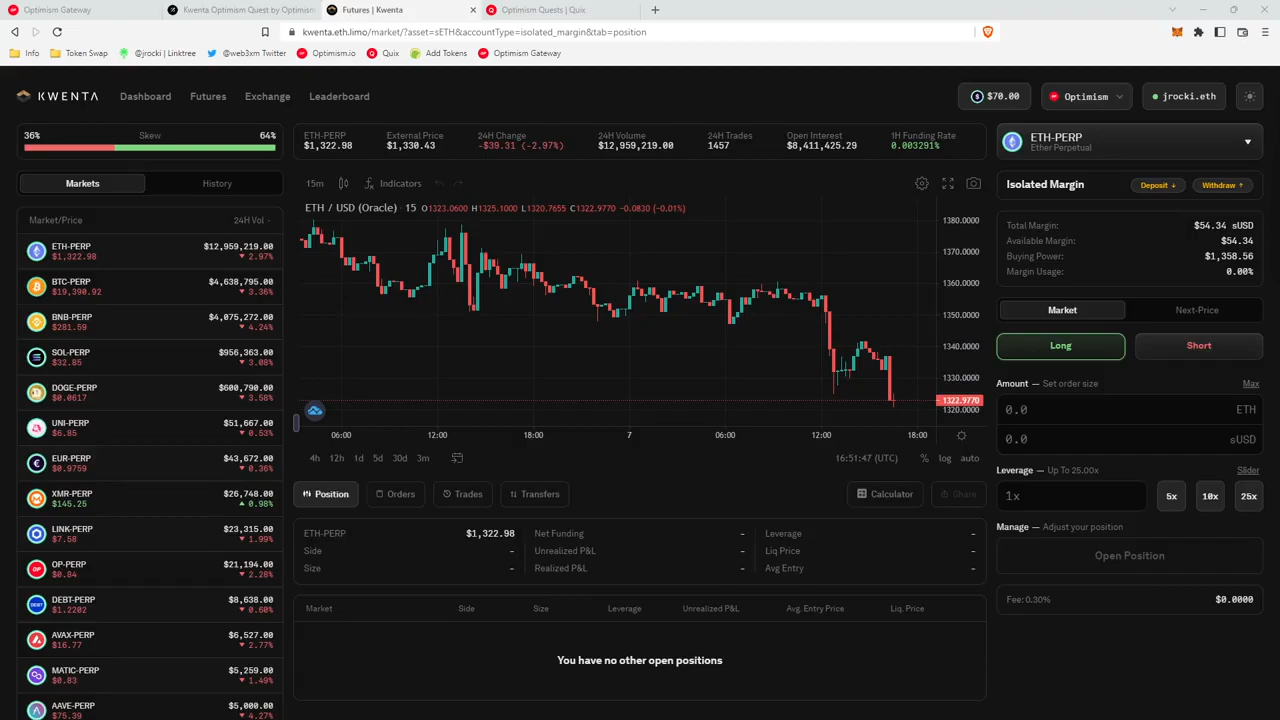 Optimism Gateway
Kwenta Optimism Quest by Optimism
Futures | Kwenta
Optimism Quests | Quix
kwenta.eth.limo/market/?asset=sETH&accountType=isolated_margin&tab=position
Info
Token Swap
@jrocki | Linktree
@web3xm Twitter
Optimism.io
Quix
Add Tokens
Optimism Gateway
KWENTA
Dashboard
Futures
Exchange
Leaderboard
$70.00
Optimism
jrocki.eth
36%
Skew
64%
Markets
History
Market/Price
24H Vol
ETH-PERP
$12,959,219.00
$1,322.98
2.97%
BTC-PERP
$4,638,795.00
$19,390.92
3.36%
BNB-PERP
$4,075,272.00
$281.59
4.24%
SOL-PERP
$956,363.00
$32.85
3.08%
DOGE-PERP
$600,790.00
$0.0617
3.58%
UNI-PERP
$51,667.00
$6.85
0.53%
EUR-PERP
$43,672.00
$0.9759
0.36%
XMR-PERP
$26,748.00
$145.25
0.98%
LINK-PERP
$23,315.00
$7.58
1.99%
OP-PERP
$21,194.00
$0.84
2.28%
DEBT-PERP
$8,638.00
$1.2202
0.60%
AVAX-PERP
$6,527.00
$16.77
2.77%
MATIC-PERP
$5,259.00
$0.83
1.49%
AAVE-PERP
$5,000.00
$75.39
4.27%
ETH-PERP
$1,322.98
External Price
$1,330.43
24H Change
-$39.31 (-2.97%)
24H Volume
$12,959,219.00
24H Trades
1457
Open Interest
$8,411,425.29
1H Funding Rate
0.003291%
15m
Indicators
ETH / USD (Oracle) · 15 O1323.0600 H1325.1000 L1320.7655 C1322.9770 -0.0830 (-0.01%)
1380.0000
1370.0000
1360.0000
1350.0000
1340.0000
1330.0000
1322.9770
1320.0000
06:00
12:00
18:00
7
06:00
12:00
18:00
4h
12h
1d
5d
30d
3m
16:51:47 (UTC)
%
log
auto
Position
Orders
Trades
Transfers
Calculator
Share
ETH-PERP
$1,322.98
Side
-
Size
-
Net Funding
-
Unrealized P&L
-
Realized P&L
-
Leverage
-
Liq Price
-
Avg Entry
-
Market
Side
Size
Leverage
Unrealized P&L
Avg. Entry Price
Liq. Price
You have no other open positions
ETH-PERP
Ether Perpetual
Isolated Margin
Deposit ↓
Withdraw ↑
Total Margin:
$54.34 sUSD
Available Margin:
$54.34
Buying Power:
$1,358.56
Margin Usage:
0.00%
Market
Next-Price
Long
Short
Amount — Set order size
Max
0.0
ETH
0.0
sUSD
Leverage — Up To 25.00x
Slider
1x
5x
10x
25x
Manage — Adjust your position
Open Position
Fee: 0.30%
$0.0000